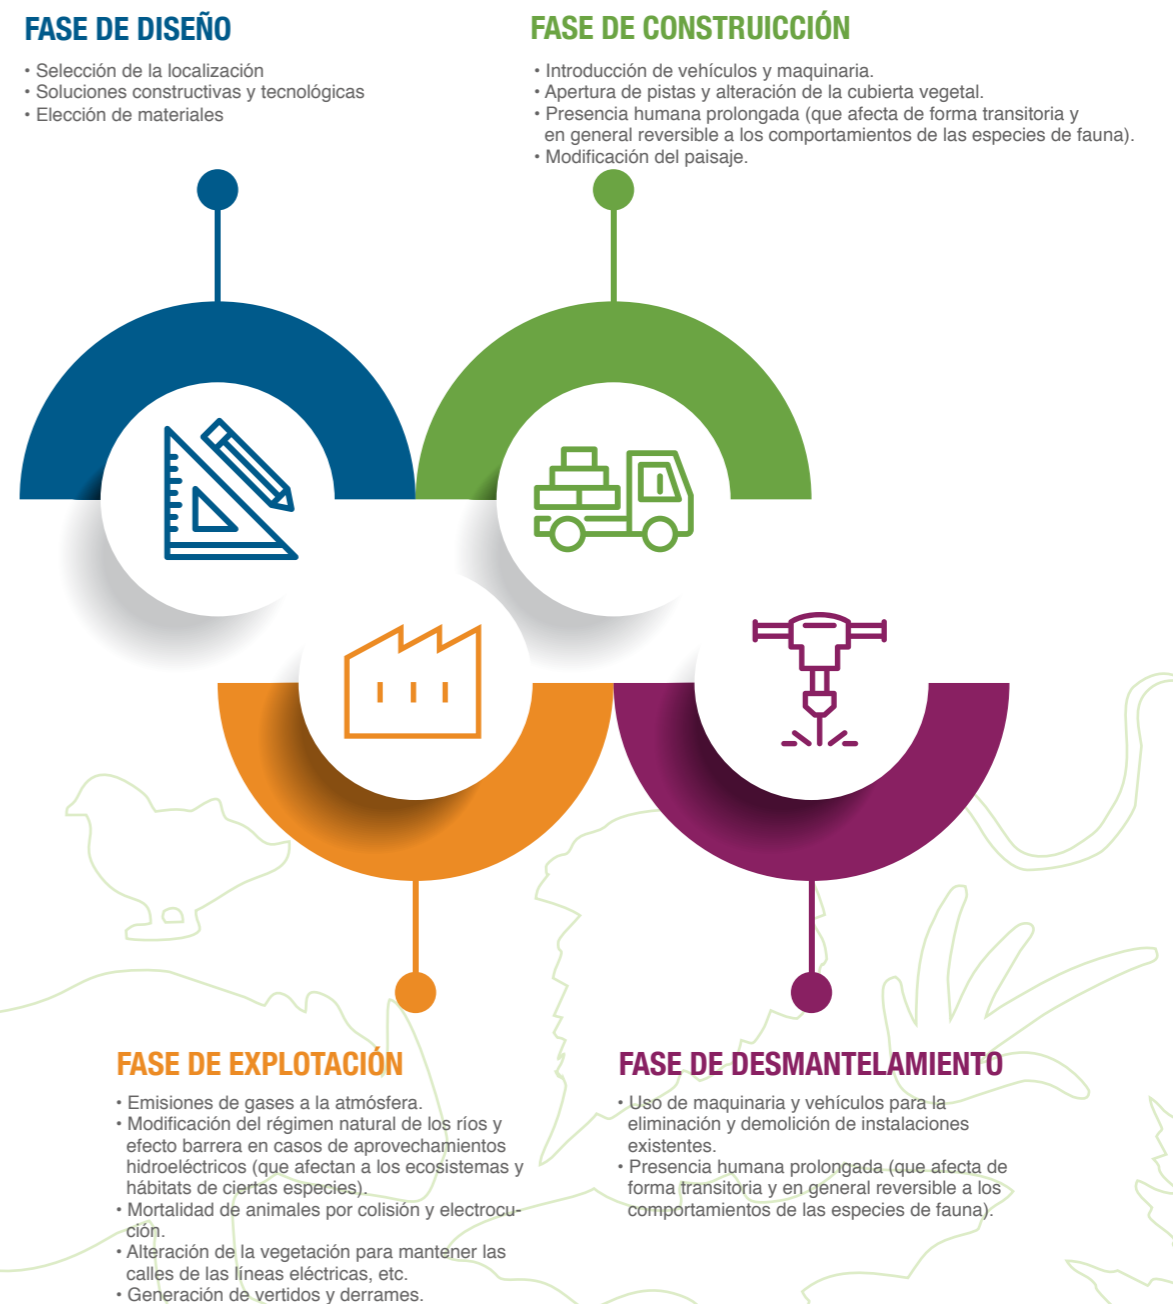 FASE DE DISEÑO
• Selección de la localización
• Soluciones constructivas y tecnológicas
• Elección de materiales
FASE DE CONSTRUICCIÓN
• Introducción de vehículos y maquinaria.
• Apertura de pistas y alteración de la cubierta vegetal.
• Presencia humana prolongada (que afecta de forma transitoria y
en general reversible a los comportamientos de las especies de fauna).
• Modificación del paisaje.
FASE DE EXPLOTACIÓN
• Emisiones de gases a la atmósfera.
• Modificación del régimen natural de los ríos y
efecto barrera en casos de aprovechamientos
hidroeléctricos (que afectan a los ecosistemas y
hábitats de ciertas especies).
• Mortalidad de animales por colisión y electrocu-
ción.
• Alteración de la vegetación para mantener las
calles de las líneas eléctricas, etc.
• Generación de vertidos y derrames.
FASE DE DESMANTELAMIENTO
• Uso de maquinaria y vehículos para la
eliminación y demolición de instalaciones
existentes.
• Presencia humana prolongada (que afecta de
forma transitoria y en general reversible a los
comportamientos de las especies de fauna).